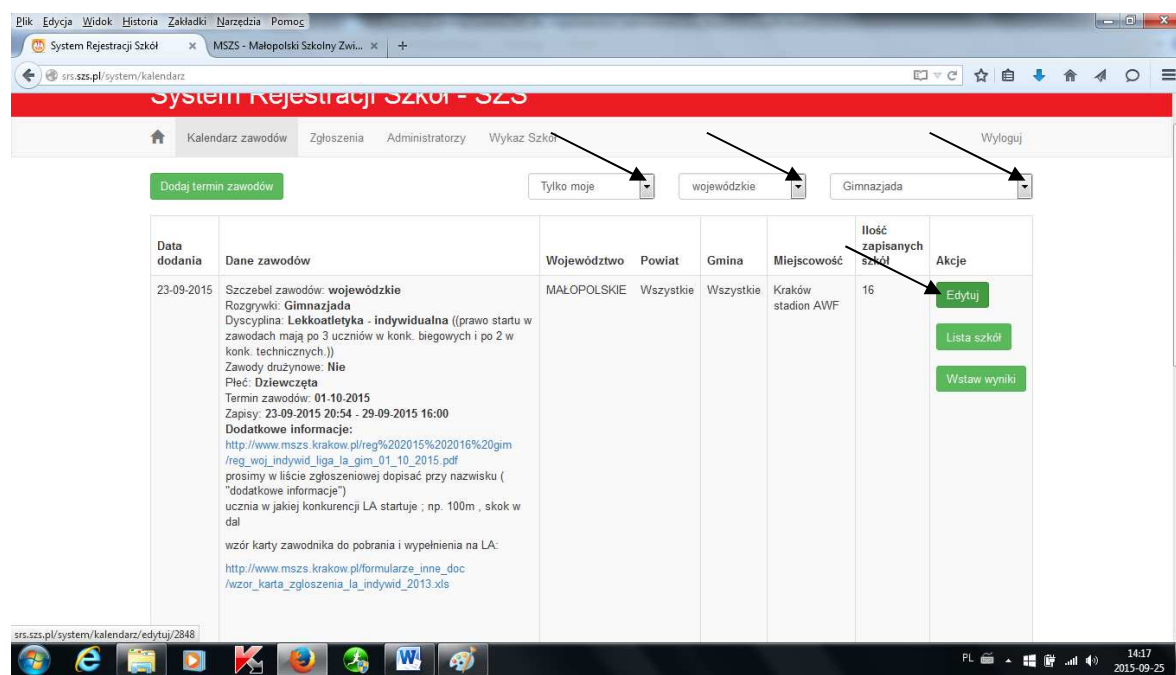 Plik Edycja Widok Historia Zakładki Narzędzia Pomoc
System Rejestracji Szkół × MSZS - Małopolski Szkolny Zwi... × +
srs.szs.pl/system/kalendarz
System Rejestracji Szkół - SZS
Kalendarz zawodów Zgłoszenia Administratorzy Wykaz Szkół Wyloguj
Dodaj termin zawodów Tylko moje wojewódzkie Gimnazjada
Data dodania Dane zawodów Województwo Powiat Gmina Miejscowość Ilość zapisanych szkół Akcje
23-09-2015 Szczebel zawodów: wojewódzkie MAŁOPOLSKIE Wszystkie Wszystkie Kraków stadion AWF 16 Edytuj
Rozgrywki: Gimnazjada
Dyscyplina: Lekkoatletyka - indywidualna ((prawo startu w
zawodach mają po 3 uczniów w konk. biegowych i po 2 w
konk. technicznych.))
Lista szkół
Zawody drużynowe: Nie
Płeć: Dziewczęta
Wstaw wyniki
Termin zawodów: 01-10-2015
Zapisy: 23-09-2015 20:54 - 29-09-2015 16:00
Dodatkowe informacje:
http://www.mszs.krakow.pl/reg%202015%202016%20gim
/reg_woj_indywid_liga_la_gim_01_10_2015.pdf
prosimy w liście zgłoszeniowej dopisać przy nazwisku (
"dodatkowe informacje")
ucznia w jakiej konkurencji LA startuje ; np. 100m , skok w
dal
wzór karty zawodnika do pobrania i wypełnienia na LA:
http://www.mszs.krakow.pl/formularze_inne_doc
/wzor_karta_zgloszenia_la_indywid_2013.xls
srs.szs.pl/system/kalendarz/edytuj/2848
PL 14:17
2015-09-25